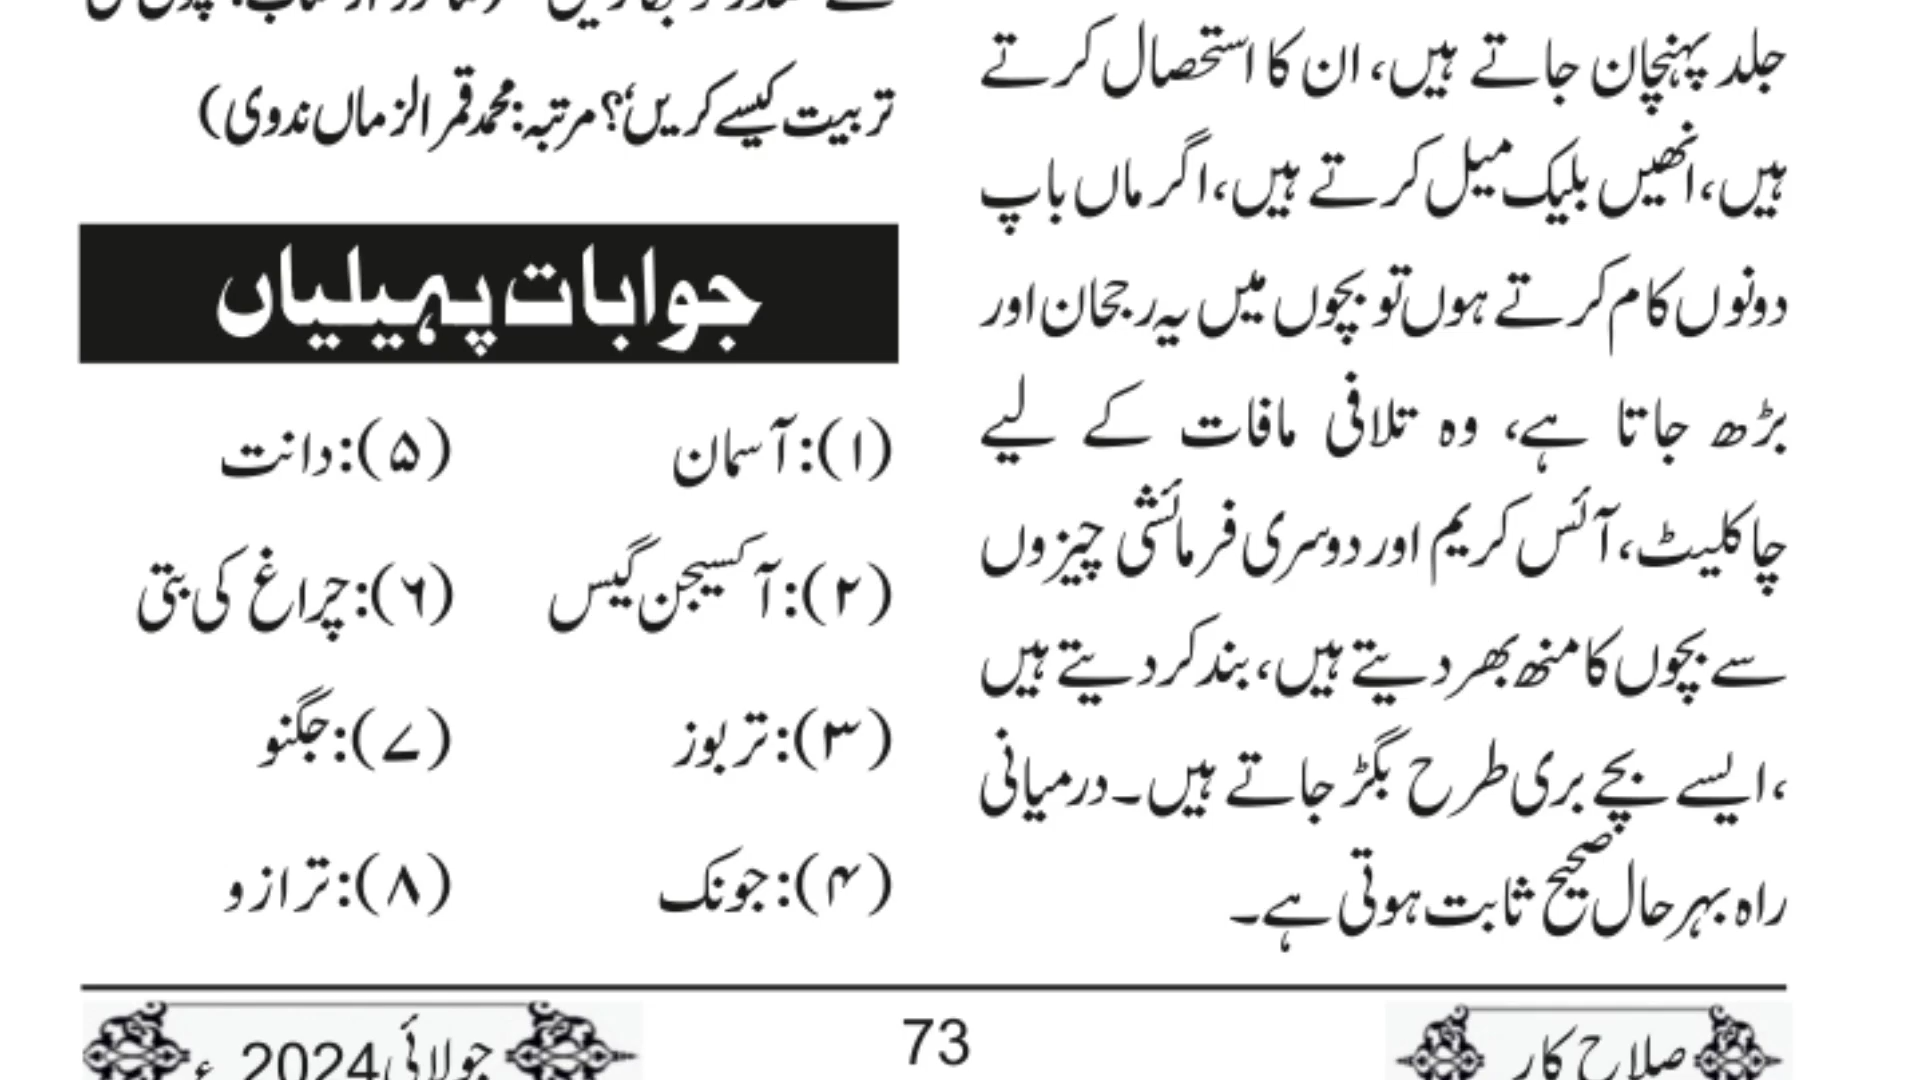 جلد پہنچان جاتے ہیں، ان کا استحصال کرتے
ہیں،انھیں بلیک میل کرتے ہیں،اگر ماں باپ
دونوں کام کرتے ہوں تو بچوں میں یہ رجحان اور
بڑھ جاتا ہے، وہ تلافی مافات کے لیے
چاکلیٹ،آئس کریم اور دوسری فرمائشی چیزوں
سے بچوں کا منھ بھر دیتے ہیں، بند کر دیتے ہیں
،ایسے بچے بری طرح بگڑ جاتے ہیں۔ درمیانی
راہ بہرحال صحیح ثابت ہوتی ہے۔
تربیت کیسے کریں‘؟ مرتبہ: محمد قمر الزماں ندوی)
جوابات پہیلیاں
(۱): آسمان (۵): دانت
(۲): آکسیجن گیس (۶): چراغ کی بتی
(۳): تربوز (۷): جگنو
(۴): جونک (۸): ترازو
صلاح کار 73 جولائی 2024ء